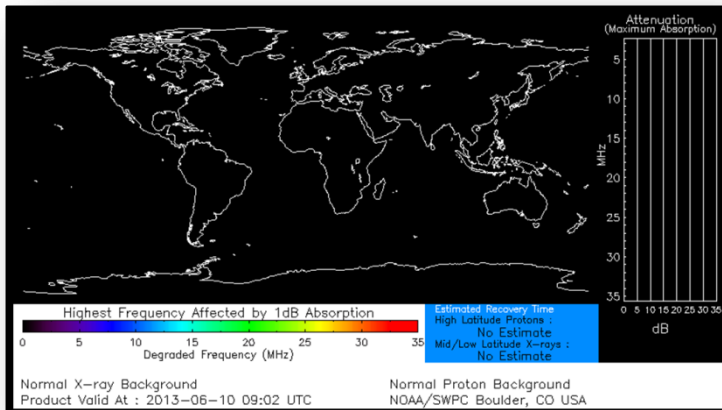 Attenuation
(Maximum Absorption)
5
10
15
20
25
30
35
MHz
0 5 10 15 20 25 30 35
dB
Highest Frequency Affected by 1dB Absorption
0 5 10 15 20 25 30 35
Degraded Frequency (MHz)
Estimated Recovery Time
High Latitude Protons :
No Estimate
Mid/Low Latitude X-rays :
No Estimate
Normal X-ray Background
Normal Proton Background
Product Valid At : 2013-06-10 09:02 UTC
NOAA/SWPC Boulder, CO USA